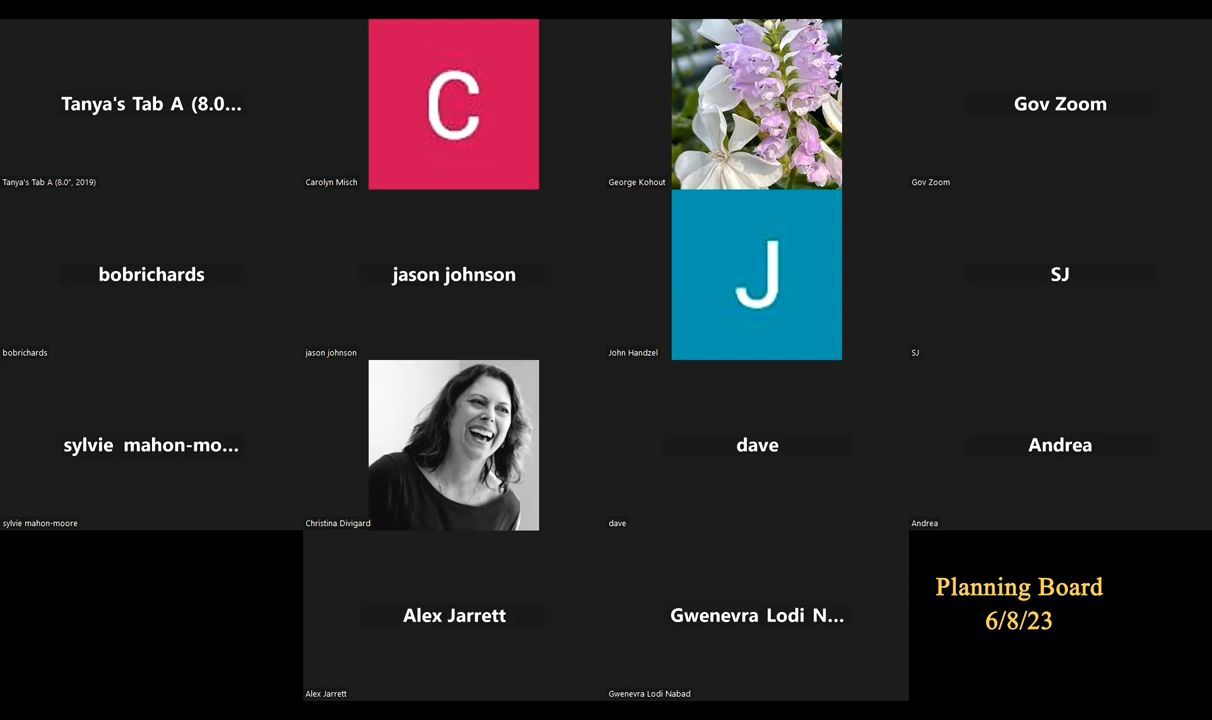 Tanya's Tab A (8.0...
Tanya's Tab A (8.0", 2019)
C
Carolyn Misch
George Kohout
Gov Zoom
Gov Zoom
bobrichards
bobrichards
jason johnson
jason johnson
J
John Handzel
SJ
SJ
sylvie mahon-mo...
sylvie mahon-moore
Christina Divigard
dave
dave
Andrea
Andrea
Alex Jarrett
Alex Jarrett
Gwenevra Lodi N...
Gwenevra Lodi Nabad
Planning Board
6/8/23